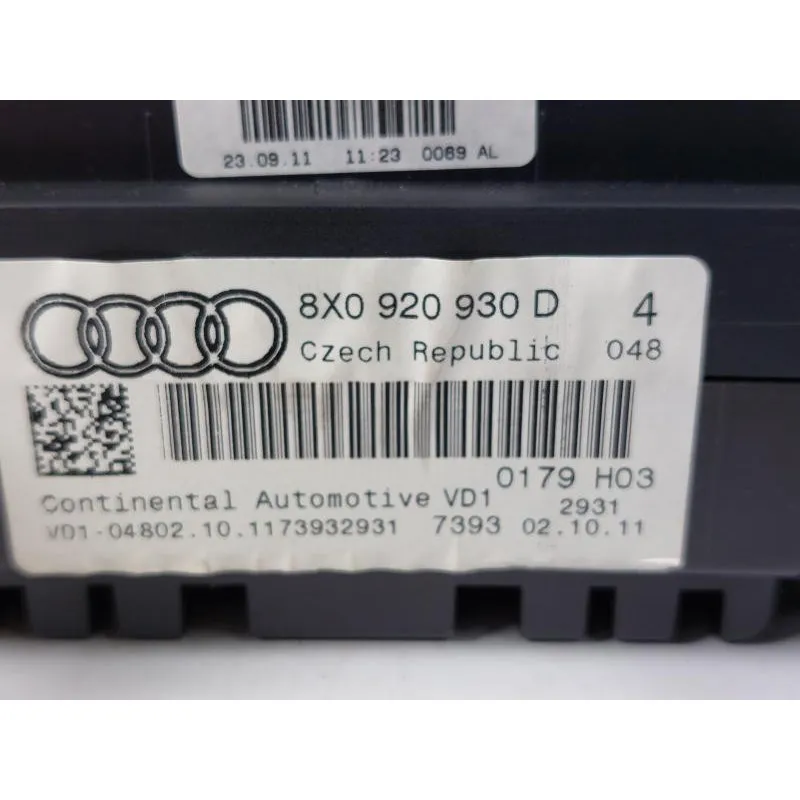 23.09.11 11:23 0069 AL
8X0 920 930 D 4
Czech Republic 048
0179 H03
Continental Automotive VD1 2931
VD1-04802.10.1173932931 7393 02.10.11